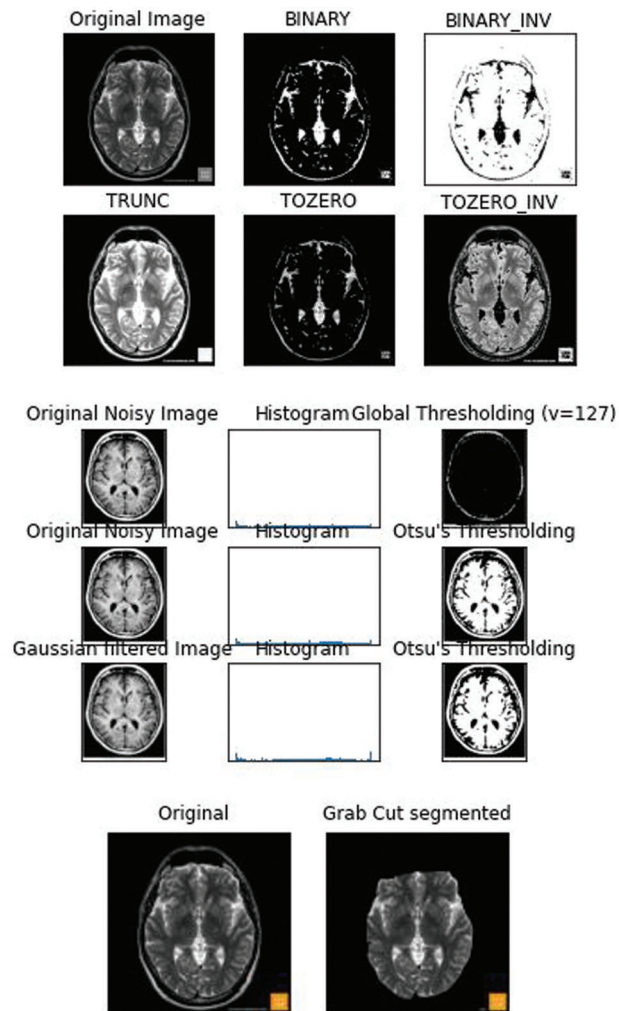 Original Image BINARY BINARY_INV
TRUNC TOZERO TOZERO_INV
Original Noisy Image Histogram Global Thresholding (v=127)
Original Noisy Image Histogram Otsu's Thresholding
Gaussian filtered Image Histogram Otsu's Thresholding
Original Grab Cut segmented